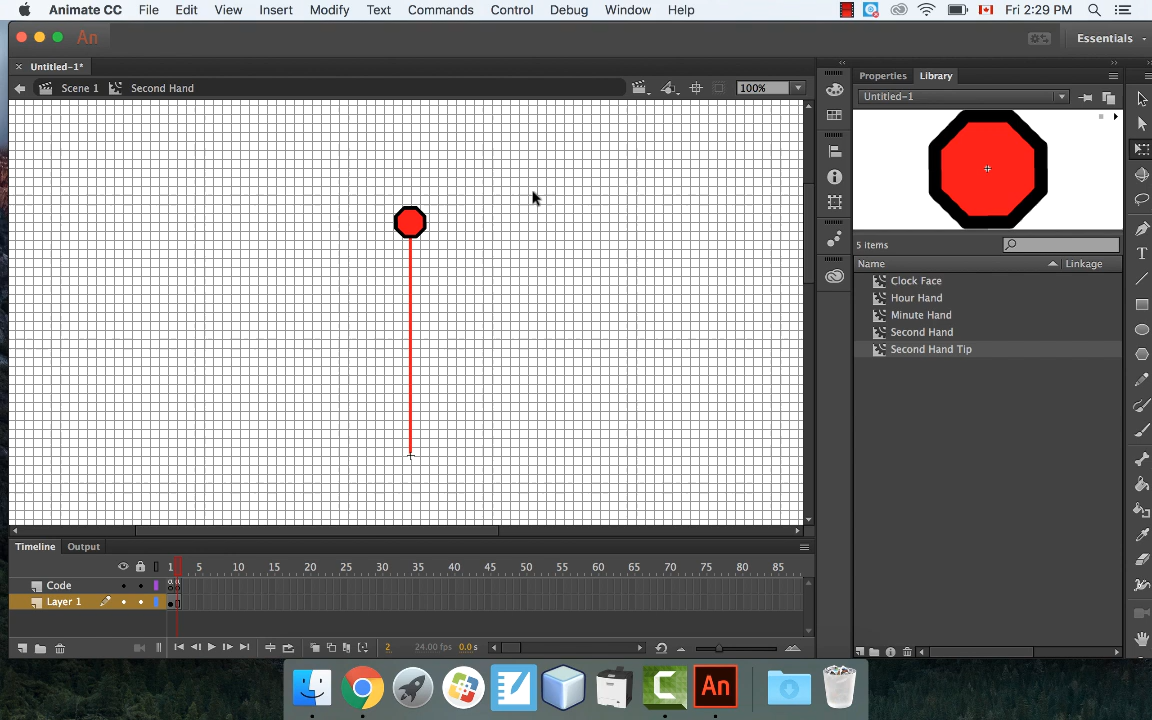 Animate CC File Edit View Insert Modify Text Commands Control Debug Window Help Fri 2:29 PM
An Essentials
Untitled-1*
Scene 1 Second Hand 100%
Properties Library
Untitled-1
5 items
Name Linkage
Clock Face
Hour Hand
Minute Hand
Second Hand
Second Hand Tip
Timeline Output
1 5 10 15 20 25 30 35 40 45 50 55 60 65 70 75 80 85
Code
Layer 1
2 24.00 fps 0.0 s
An